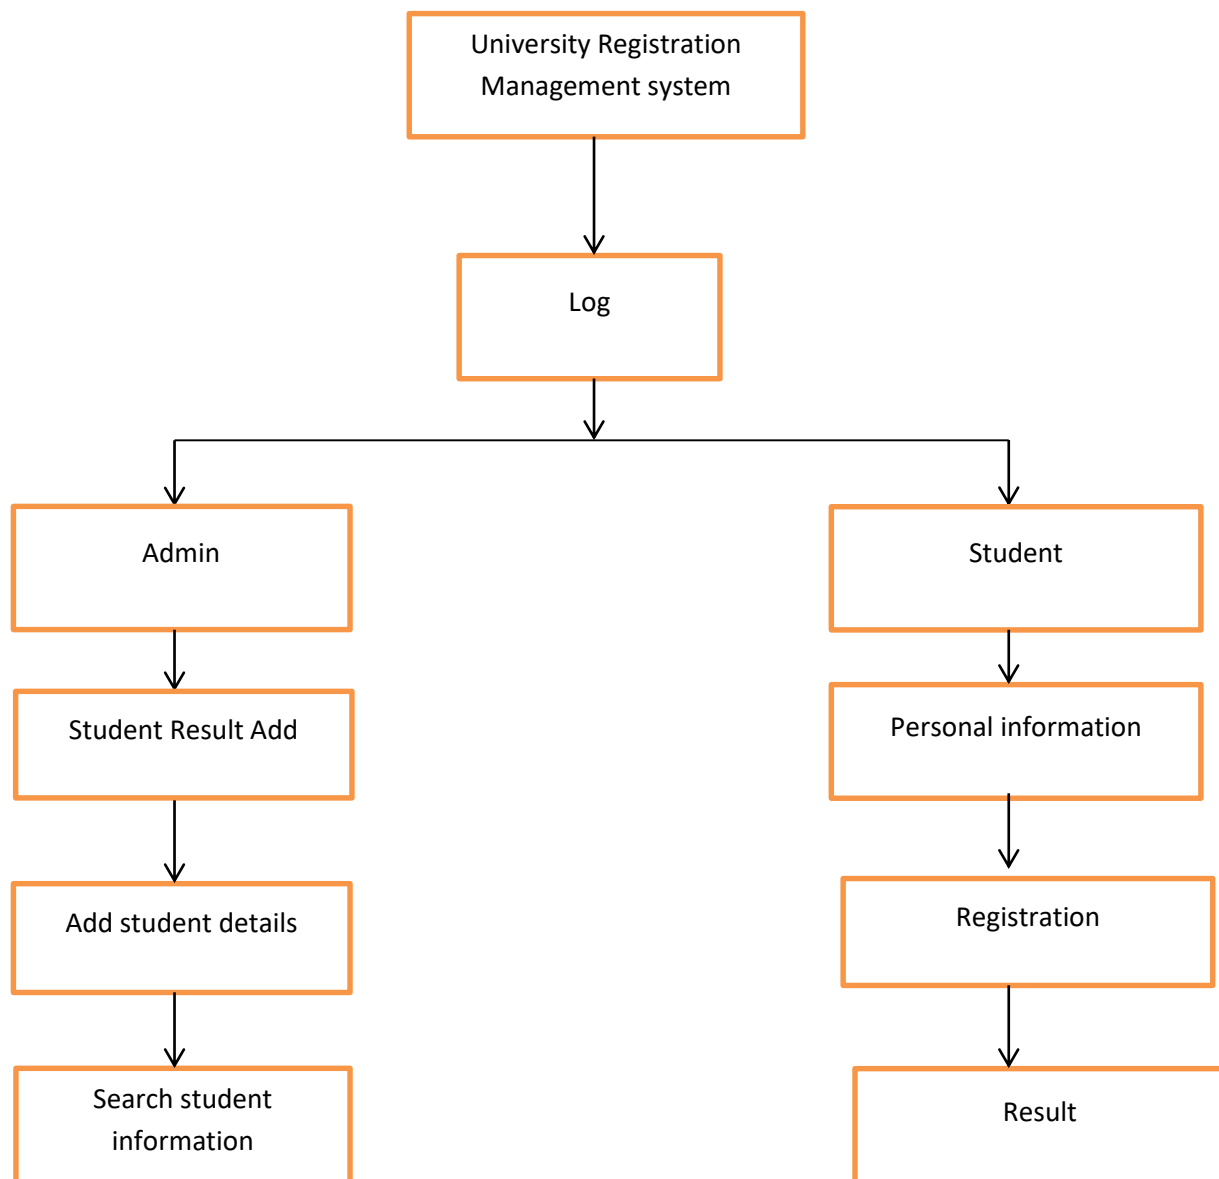 University Registration
Management system
Log
Admin
Student
Student Result Add
Personal information
Add student details
Registration
Search student
information
Result